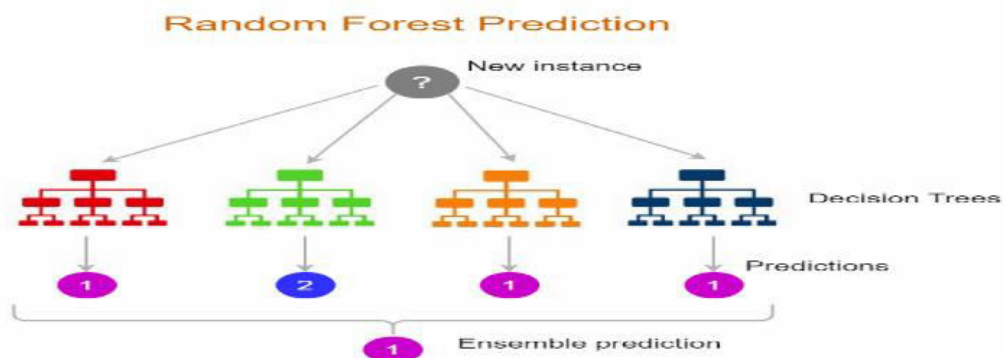 Random Forest Prediction
New instance
?
Decision Trees
Predictions
1 2 1 1
1
Ensemble prediction